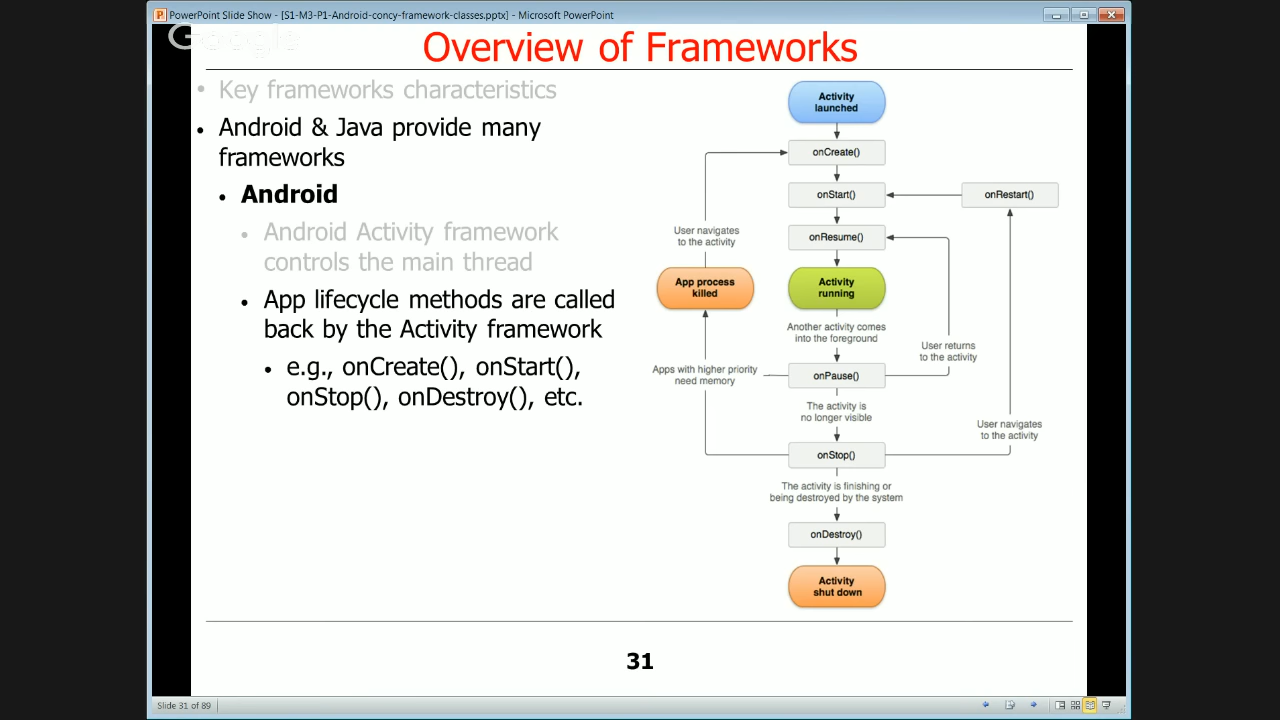 PowerPoint Slide Show - [S1-M3-P1-Android-concy-framework-classes.pptx] - Microsoft PowerPoint
Google
Overview of Frameworks
• Key frameworks characteristics
• Android & Java provide many
frameworks
• Android
• Android Activity framework
controls the main thread
• App lifecycle methods are called
back by the Activity framework
• e.g., onCreate(), onStart(),
onStop(), onDestroy(), etc.
Activity
launched
onCreate()
onStart()
onRestart()
User navigates
to the activity
onResume()
App process
killed
Activity
running
Another activity comes
into the foreground
User returns
to the activity
Apps with higher priority
need memory
onPause()
The activity is
no longer visible
User navigates
to the activity
onStop()
The activity is finishing or
being destroyed by the system
onDestroy()
Activity
shut down
31
Slide 31 of 89